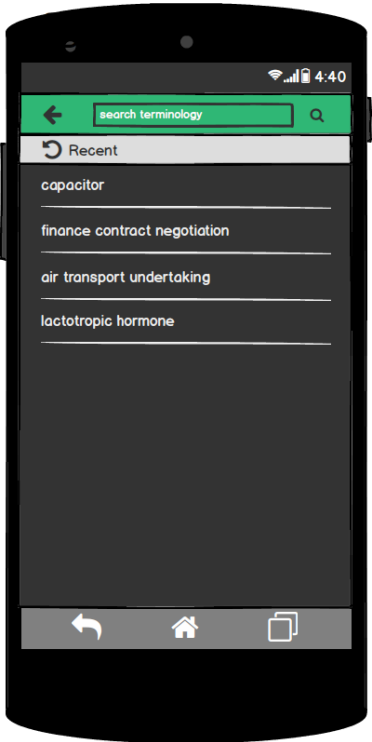 4:40
search terminology
Recent
capacitor
finance contract negotiation
air transport undertaking
lactotropic hormone